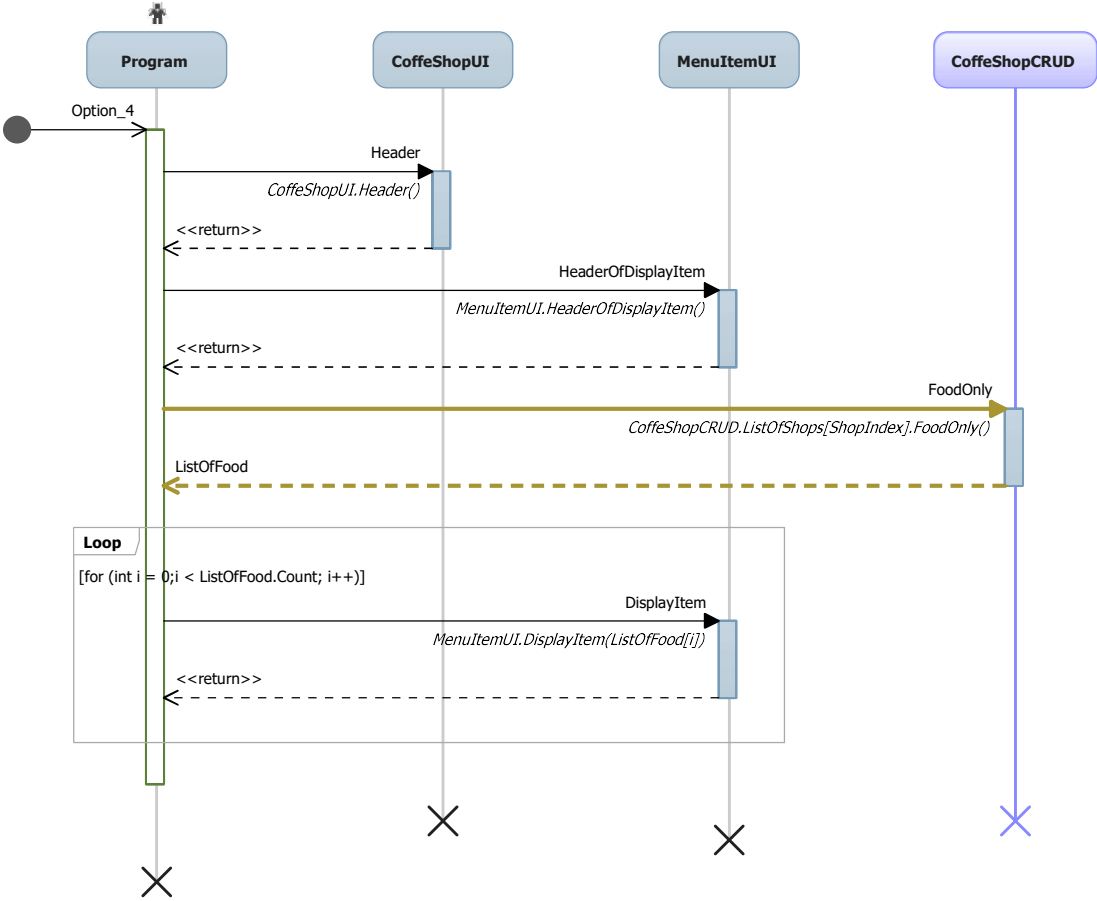 Program
CoffeShopUI
MenuItemUI
CoffeShopCRUD
Option_4
Header
CoffeShopUI.Header()
<<return>>
HeaderOfDisplayItem
MenuItemUI.HeaderOfDisplayItem()
<<return>>
FoodOnly
CoffeShopCRUD.ListOfShops[ShopIndex].FoodOnly()
ListOfFood
Loop
[for (int i = 0;i < ListOfFood.Count; i++)]
DisplayItem
MenuItemUI.DisplayItem(ListOfFood[i])
<<return>>